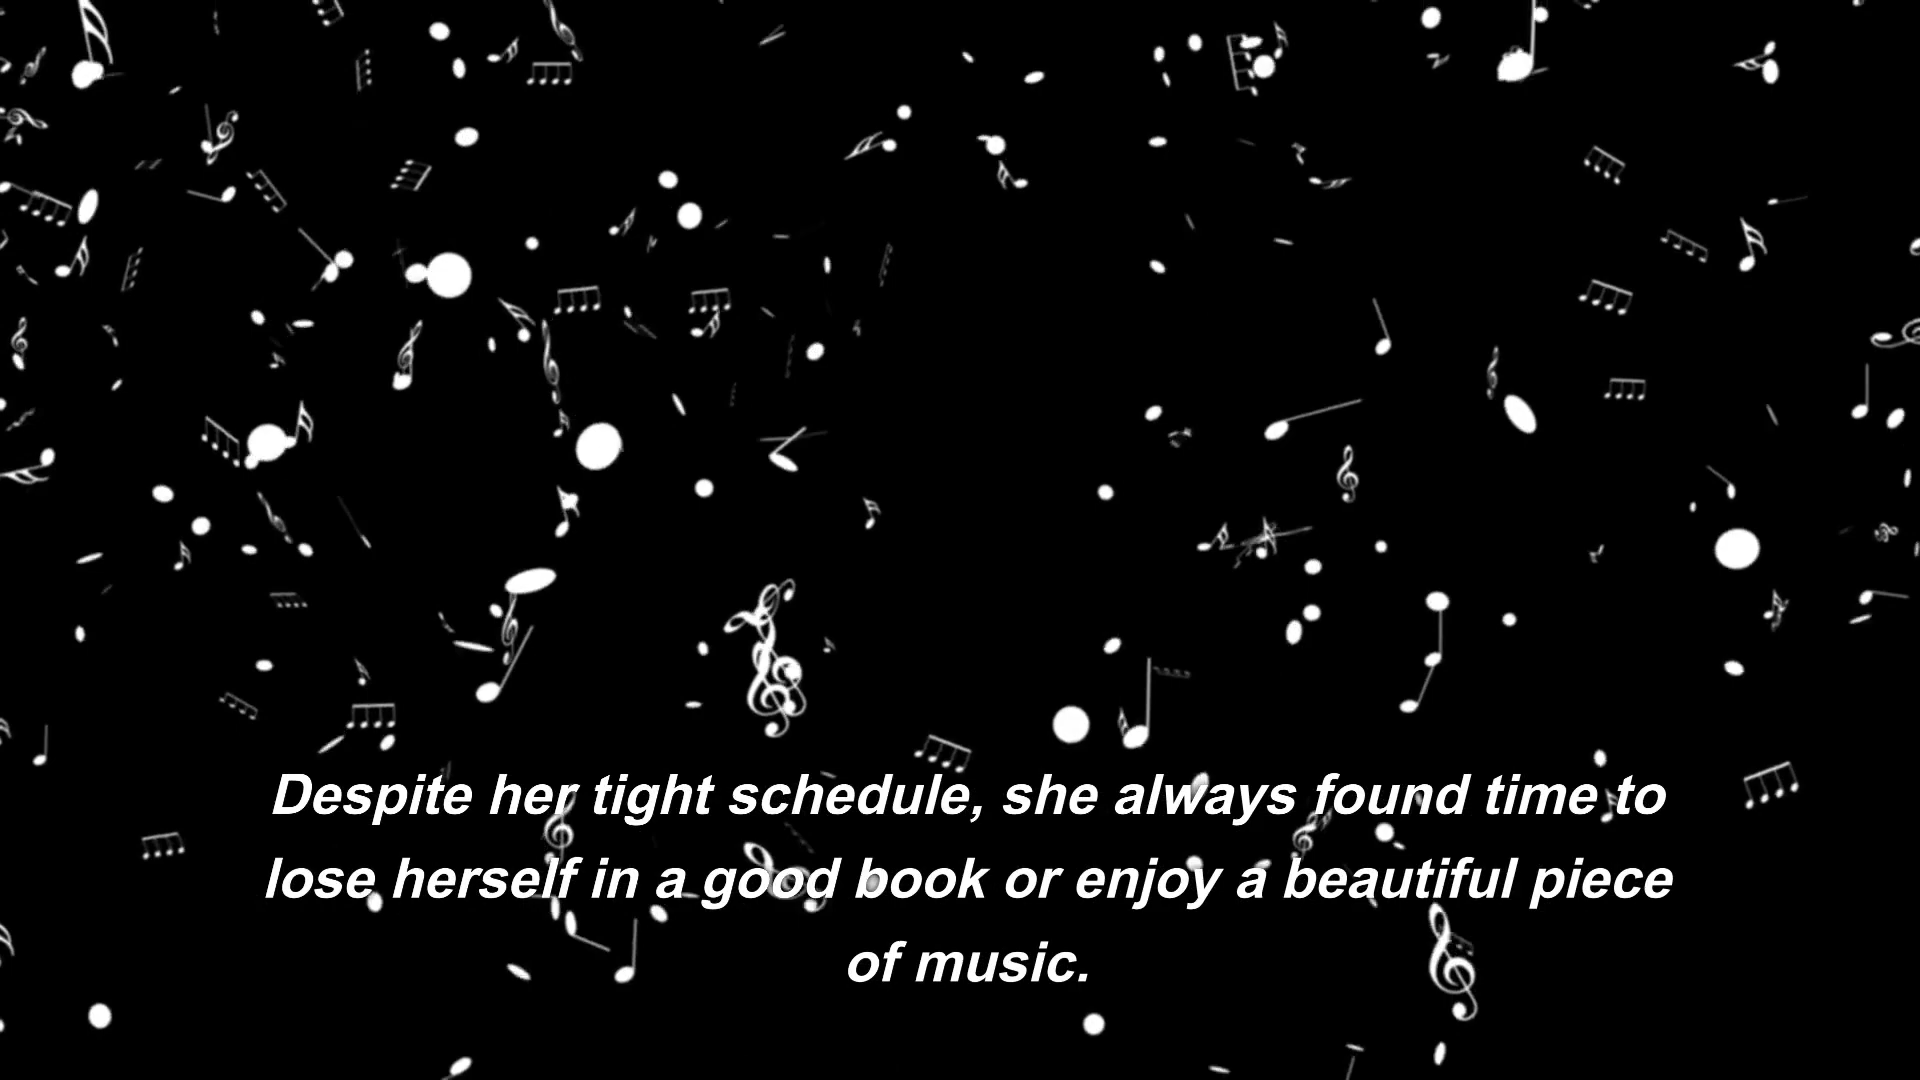 Despite her tight schedule, she always found time to
lose herself in a good book or enjoy a beautiful piece
of music.